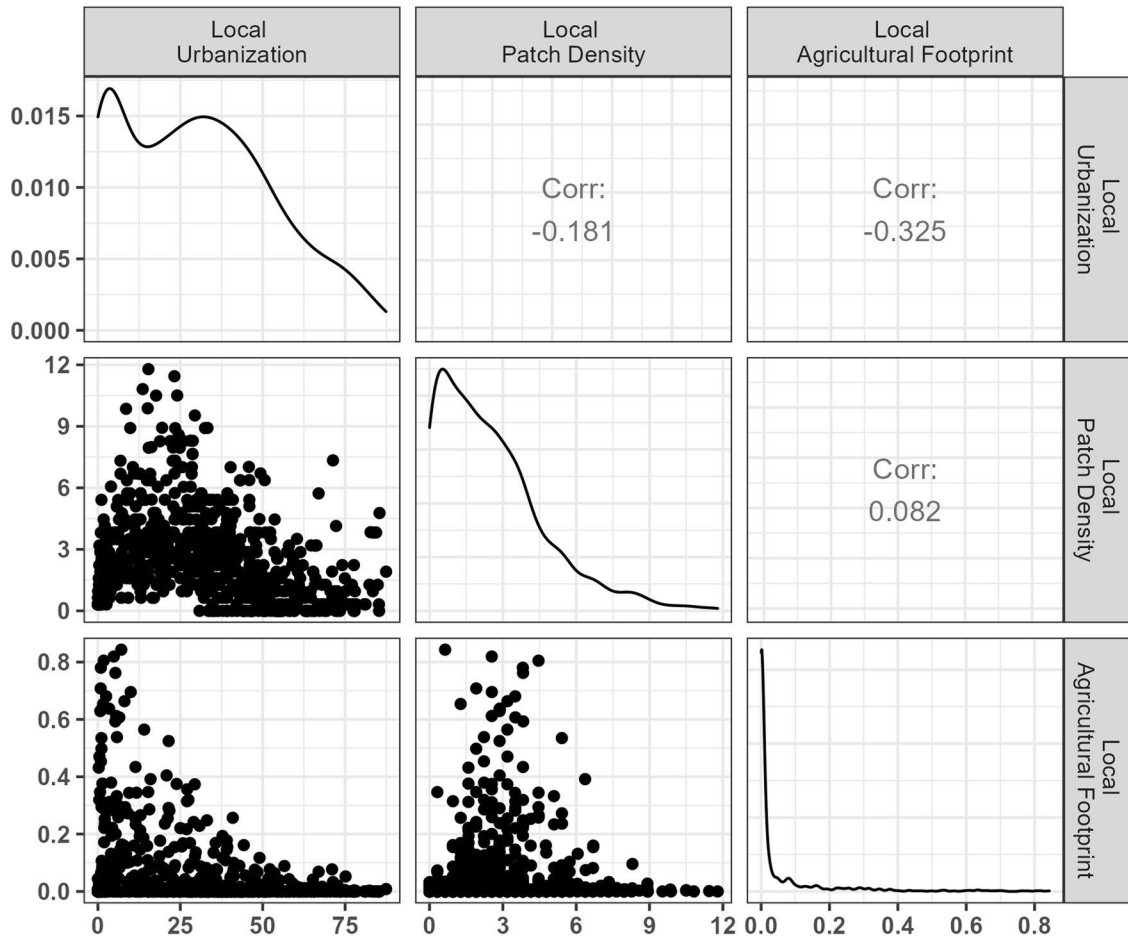 Local
Urbanization
Local
Patch Density
Local
Agricultural Footprint
0.015
0.010
0.005
0.000
Corr:
-0.181
Corr:
-0.325
Local
Urbanization
12
9
6
3
0
Corr:
0.082
Local
Patch Density
0.8
0.6
0.4
0.2
0.0
Local
Agricultural Footprint
0
25
50
75
0
3
6
9
12
0.0
0.2
0.4
0.6
0.8